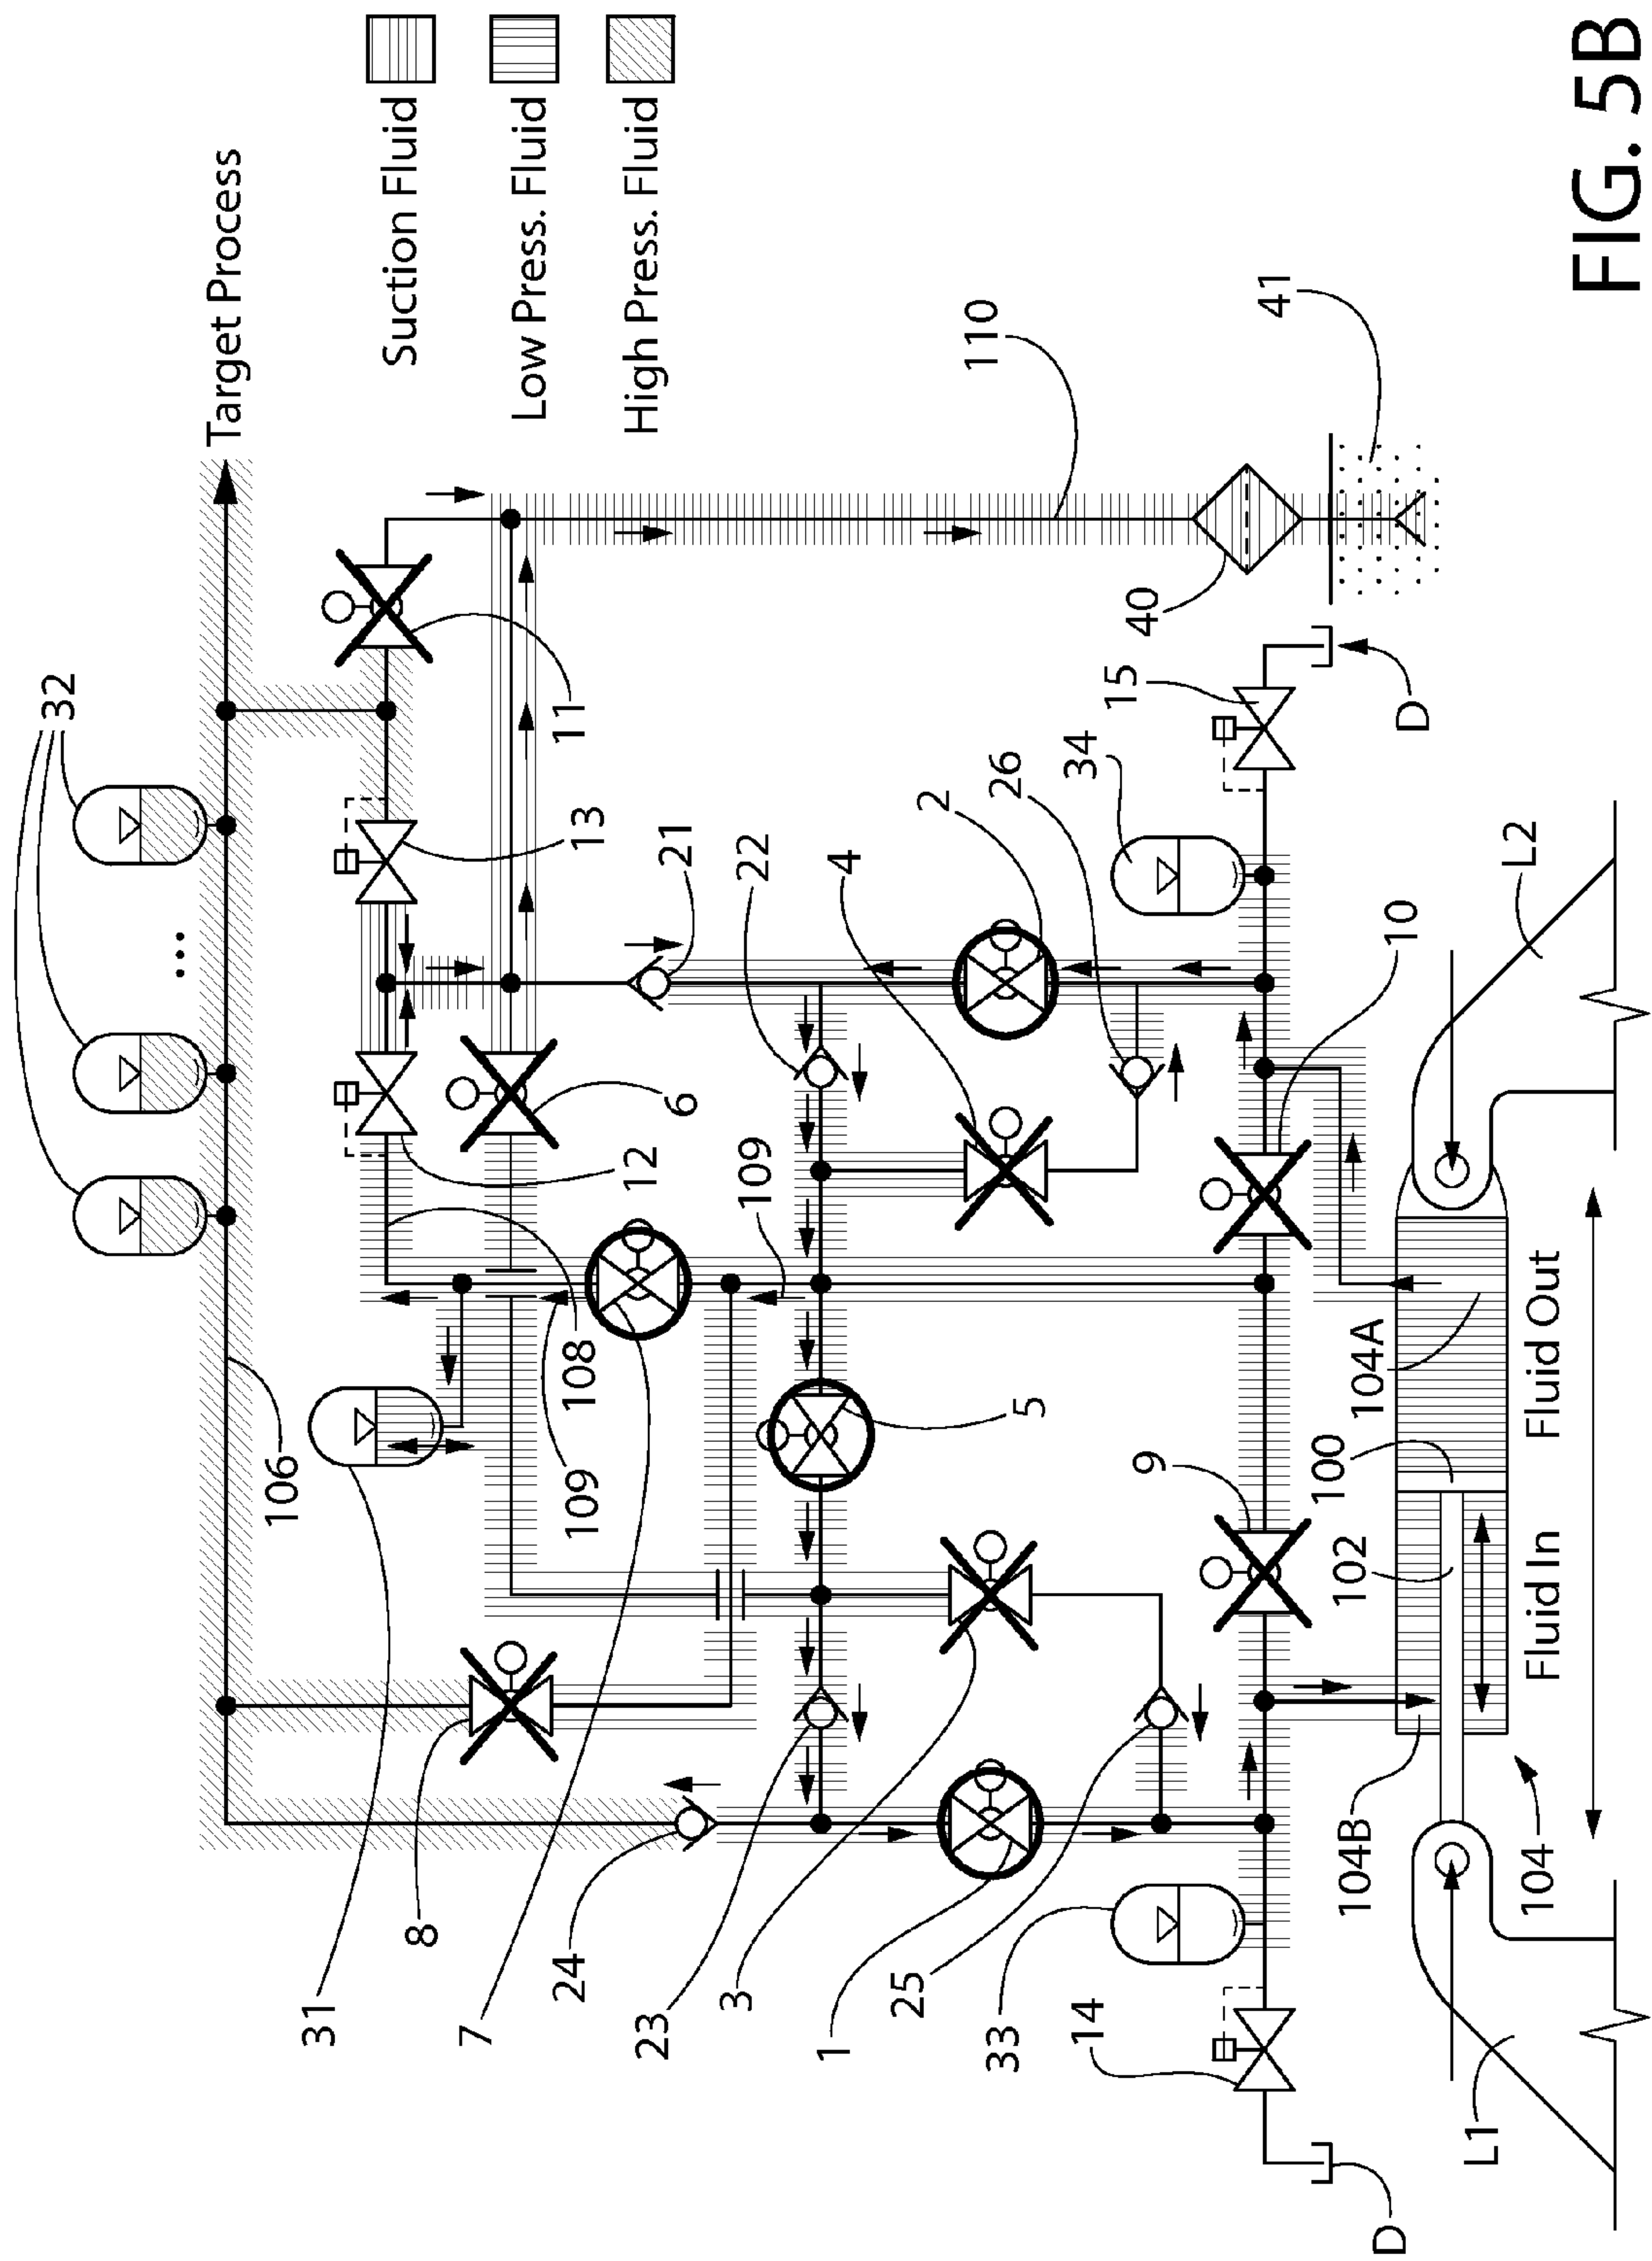 Target Process
Suction Fluid
Low Press. Fluid
High Press. Fluid
32
106
31
8
7
24
23
3
1
25
33
14
D
L1
104
104B
102
100
104A
Fluid In
Fluid Out
9
5
108
109
109
12
6
13
11
21
22
4
2
26
34
15
D
10
L2
40
41
110
FIG. 5B